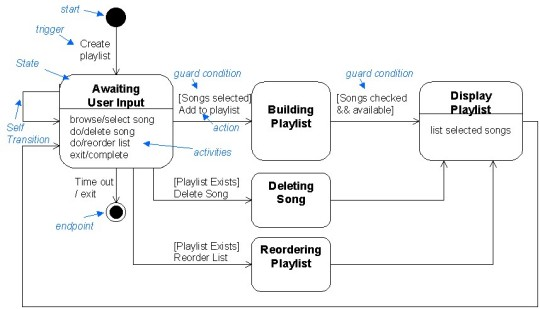 start
trigger
Create
playlist
State
guard condition
guard condition
Awaiting
User Input
browse/select song
do/delete song
do/reorder list
exit/complete
[Songs selected]
Add to playlist
action
Building
Playlist
[Songs checked
&& available]
Display
Playlist
list selected songs
Self
Transition
activities
Time out
/ exit
endpoint
[Playlist Exists]
Delete Song
Deleting
Song
[Playlist Exists]
Reorder List
Reordering
Playlist